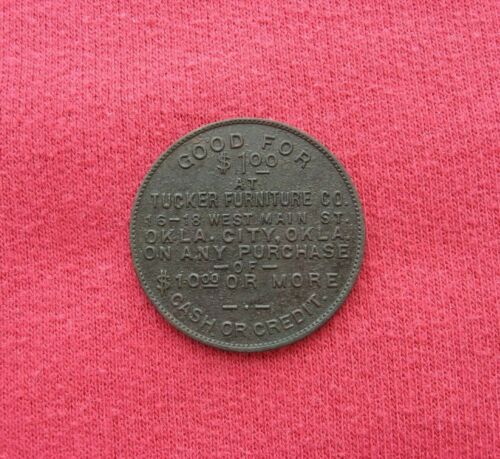 GOOD FOR
$1.00
AT
TUCKER FURNITURE CO.
16-18 WEST MAIN ST.
OKLA. CITY, OKLA.
ON ANY PURCHASE
— OF —
$10.00 OR MORE
— . —
CASH OR CREDIT.